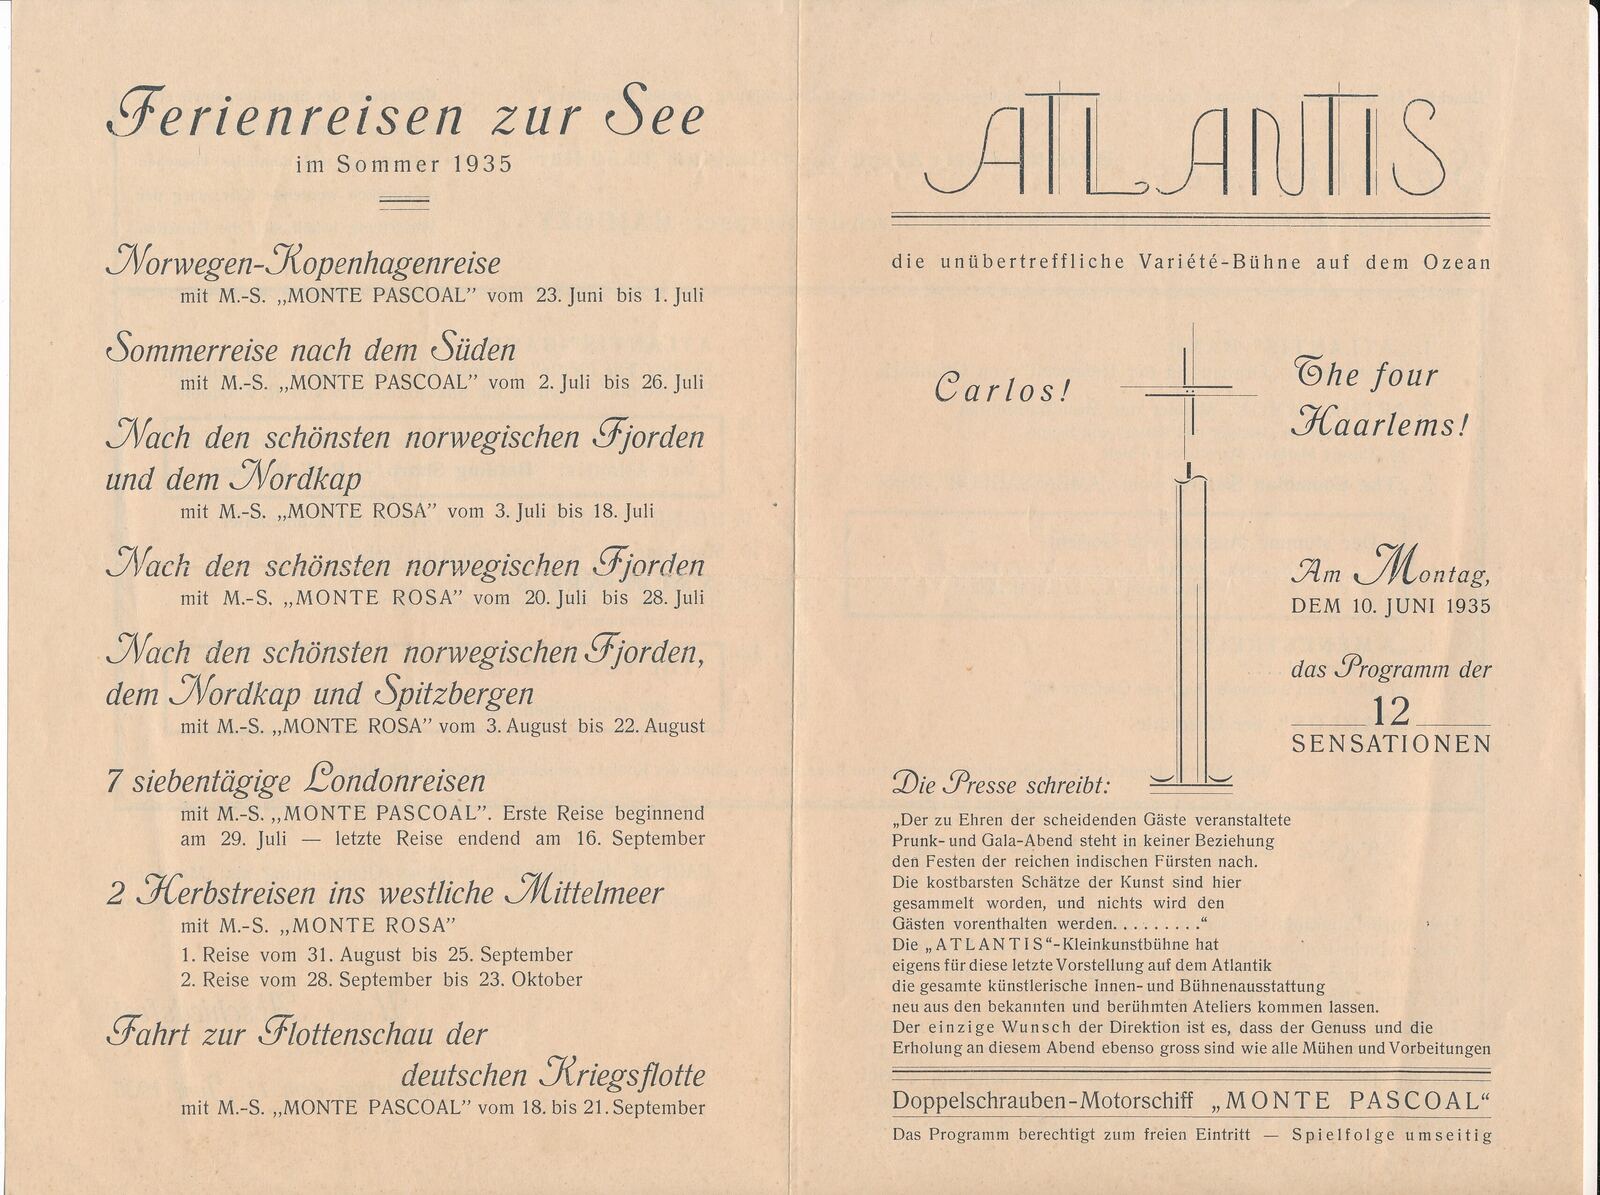 Ferienreisen zur See
im Sommer 1935
Norwegen-Kopenhagenreise
mit M.-S. „MONTE PASCOAL” vom 23. Juni bis 1. Juli
Sommerreise nach dem Süden
mit M.-S. „MONTE PASCOAL” vom 2. Juli bis 26. Juli
Nach den schönsten norwegischen Fjorden
und dem Nordkap
mit M.-S. „MONTE ROSA” vom 3. Juli bis 18. Juli
Nach den schönsten norwegischen Fjorden
mit M.-S. „MONTE ROSA” vom 20. Juli bis 28. Juli
Nach den schönsten norwegischen Fjorden,
dem Nordkap und Spitzbergen
mit M.-S. „MONTE ROSA” vom 3. August bis 22. August
7 siebentägige Londonreisen
mit M.-S. „MONTE PASCOAL”. Erste Reise beginnend
am 29. Juli — letzte Reise endend am 16. September
2 Herbstreisen ins westliche Mittelmeer
mit M.-S. „MONTE ROSA”
1. Reise vom 31. August bis 25. September
2. Reise vom 28. September bis 23. Oktober
Fahrt zur Flottenschau der
deutschen Kriegsflotte
mit M.-S. „MONTE PASCOAL” vom 18. bis 21. September
ATLANTIS
die unübertreffliche Variété-Bühne auf dem Ozean
Carlos!
The four
Haarlems!
Am Montag,
DEM 10. JUNI 1935
das Programm der
12
SENSATIONEN
Die Presse schreibt:
„Der zu Ehren der scheidenden Gäste veranstaltete
Prunk- und Gala-Abend steht in keiner Beziehung
den Festen der reichen indischen Fürsten nach.
Die kostbarsten Schätze der Kunst sind hier
gesammelt worden, und nichts wird den
Gästen vorenthalten werden. . . . . . . . .“
Die „ATLANTIS“-Kleinkunstbühne hat
eigens für diese letzte Vorstellung auf dem Atlantik
die gesamte künstlerische Innen- und Bühnenausstattung
neu aus den bekannten und berühmten Ateliers kommen lassen.
Der einzige Wunsch der Direktion ist es, dass der Genuss und die
Erholung an diesem Abend ebenso gross sind wie alle Mühen und Vorbeitungen
Doppelschrauben-Motorschiff „MONTE PASCOAL“
Das Programm berechtigt zum freien Eintritt — Spielfolge umseitig